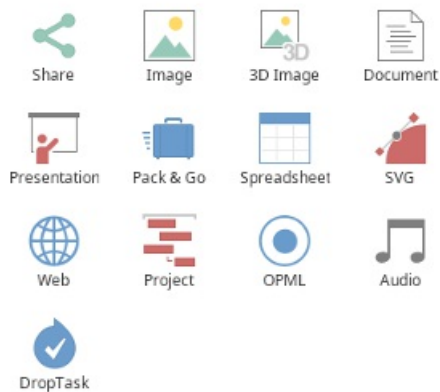 Share
Image
3D
3D Image
Document
Presentation
Pack & Go
Spreadsheet
SVG
Web
Project
OPML
Audio
DropTask